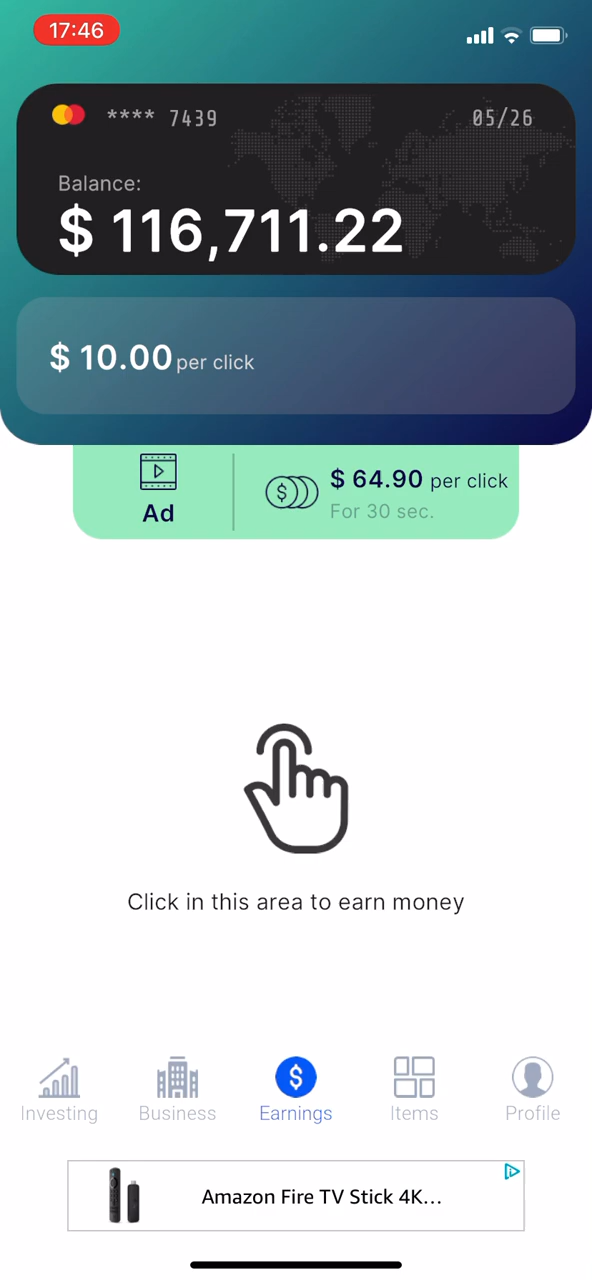 17:46
**** 7439
05/26
Balance:
$ 116,711.22
$ 10.00 per click
Ad
$ 64.90 per click
For 30 sec.
Click in this area to earn money
Investing
Business
Earnings
Items
Profile
Amazon Fire TV Stick 4K...